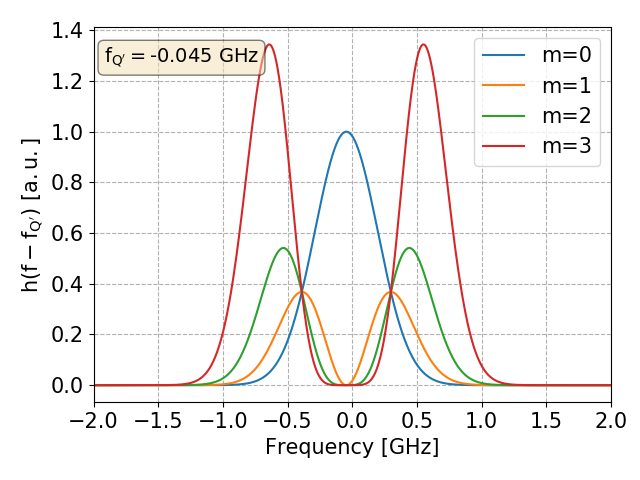 f_Q′ = -0.045 GHz
m=0
m=1
m=2
m=3
h(f − f_Q′) [a. u. ]
1.4
1.2
1.0
0.8
0.6
0.4
0.2
0.0
−2.0 −1.5 −1.0 −0.5 0.0 0.5 1.0 1.5 2.0
Frequency [GHz]